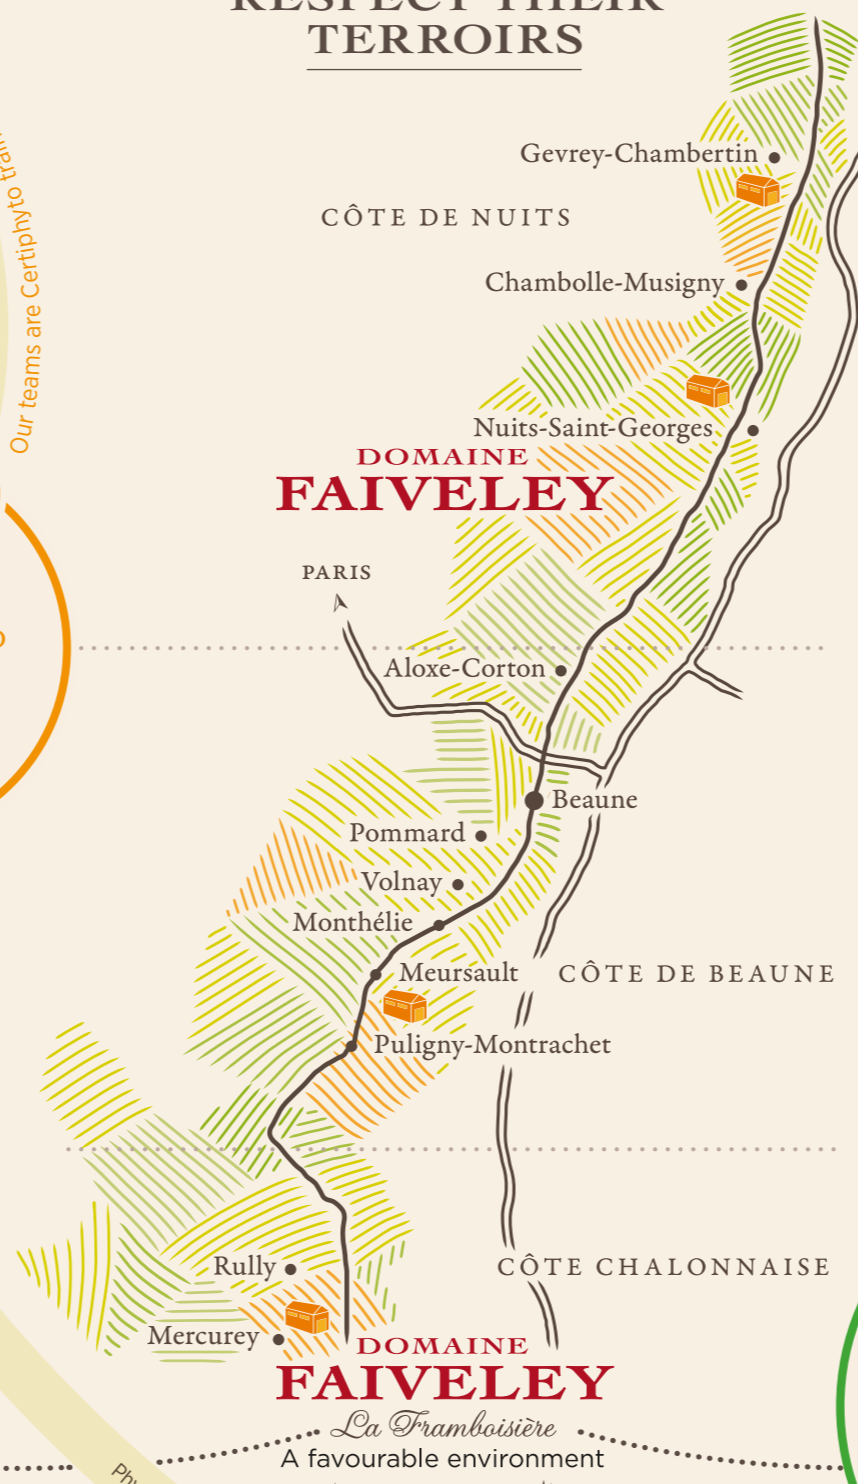 RESPECT THEIR
TERROIRS
Our teams are Certiphyto
Gevrey-Chambertin
CÔTE DE NUITS
Chambolle-Musigny
Nuits-Saint-Georges
DOMAINE
FAIVELEY
PARIS
Aloxe-Corton
Beaune
Pommard
Volnay
Monthélie
Meursault
CÔTE DE BEAUNE
Puligny-Montrachet
CÔTE CHALONNAISE
Rully
Mercurey
DOMAINE
FAIVELEY
La Framboisière
A favourable environment